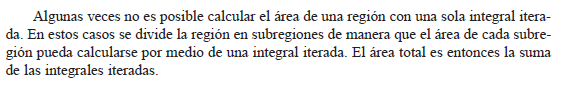 Algunas veces no es posible calcular el área de una región con una sola integral itera-
da. En estos casos se divide la región en subregiones de manera que el área de cada subre-
gión pueda calcularse por medio de una integral iterada. El área total es entonces la suma
de las integrales iteradas.